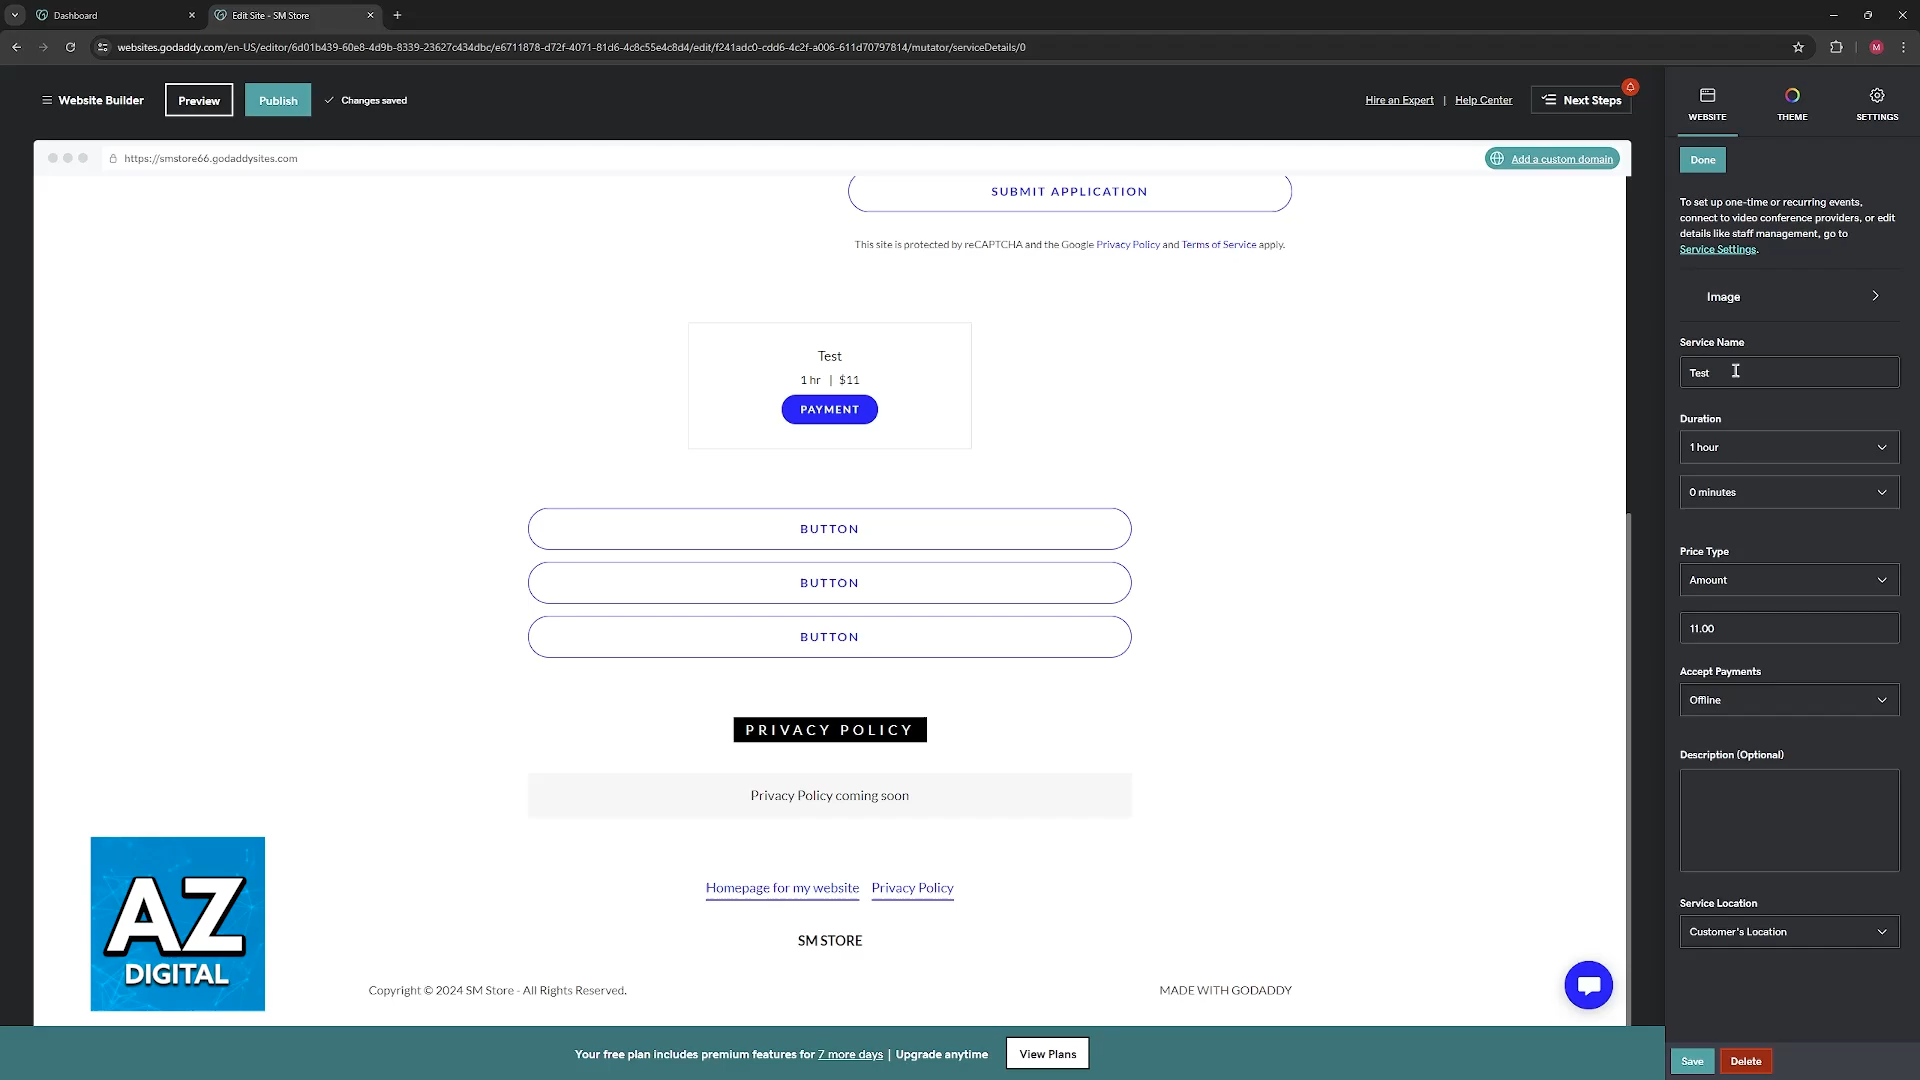 Dashboard
Edit Site - SM Store
websites.godaddy.com/en-US/editor/6d01b439-60e8-4d9b-8339-23627c434dbc/e6711878-d72f-4071-81d6-4c8c55e4c8d4/edit/f241adc0-cdd6-4c2f-a006-611d70797814/mutator/serviceDetails/0
M
Website Builder
Preview
Publish
Changes saved
Hire an Expert | Help Center
Next Steps
WEBSITE
THEME
SETTINGS
https://smstore66.godaddysites.com
Add a custom domain
SUBMIT APPLICATION
This site is protected by reCAPTCHA and the Google Privacy Policy and Terms of Service apply.
Test
1 hr | $11
PAYMENT
BUTTON
BUTTON
BUTTON
PRIVACY POLICY
Privacy Policy coming soon
Homepage for my website
Privacy Policy
SM STORE
Copyright © 2024 SM Store - All Rights Reserved.
MADE WITH GODADDY
AZ
DIGITAL
Your free plan includes premium features for 7 more days | Upgrade anytime
View Plans
Done
To set up one-time or recurring events,
connect to video conference providers, or edit
details like staff management, go to
Service Settings.
Image
Service Name
Test
Duration
1 hour
0 minutes
Price Type
Amount
11.00
Accept Payments
Offline
Description (Optional)
Service Location
Customer's Location
Save
Delete